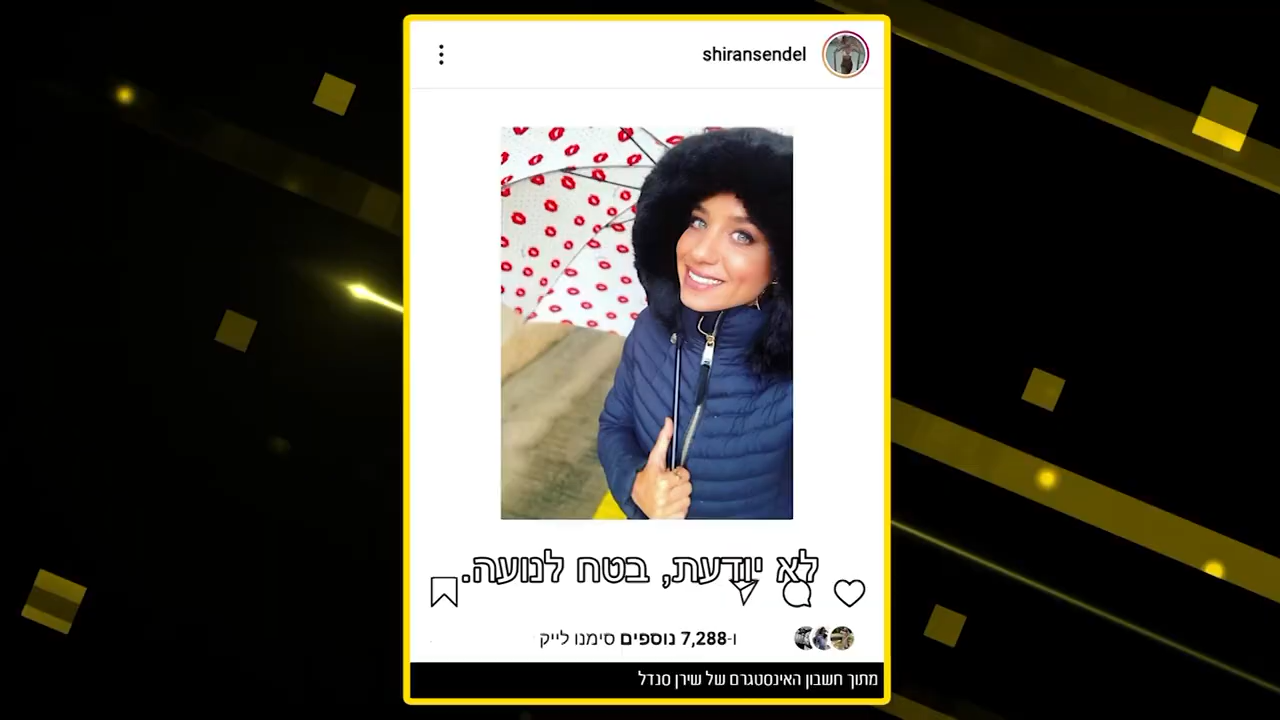 shiransendel
לא יודעת, בטח לנועה.
ו-7,288 נוספים סימנו לייק
מתוך חשבון האינסטגרם של שירן סנדל